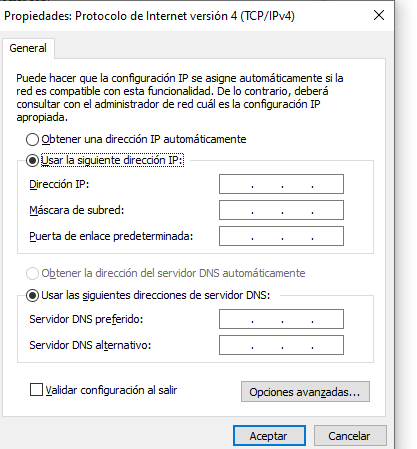 Propiedades: Protocolo de Internet versión 4 (TCP/IPv4)
General
Puede hacer que la configuración IP se asigne automáticamente si la
red es compatible con esta funcionalidad. De lo contrario, deberá
consultar con el administrador de red cuál es la configuración IP
apropiada.
Obtener una dirección IP automáticamente
Usar la siguiente dirección IP:
Dirección IP:
Máscara de subred:
Puerta de enlace predeterminada:
Obtener la dirección del servidor DNS automáticamente
Usar las siguientes direcciones de servidor DNS:
Servidor DNS preferido:
Servidor DNS alternativo:
Validar configuración al salir
Opciones avanzadas...
Aceptar
Cancelar